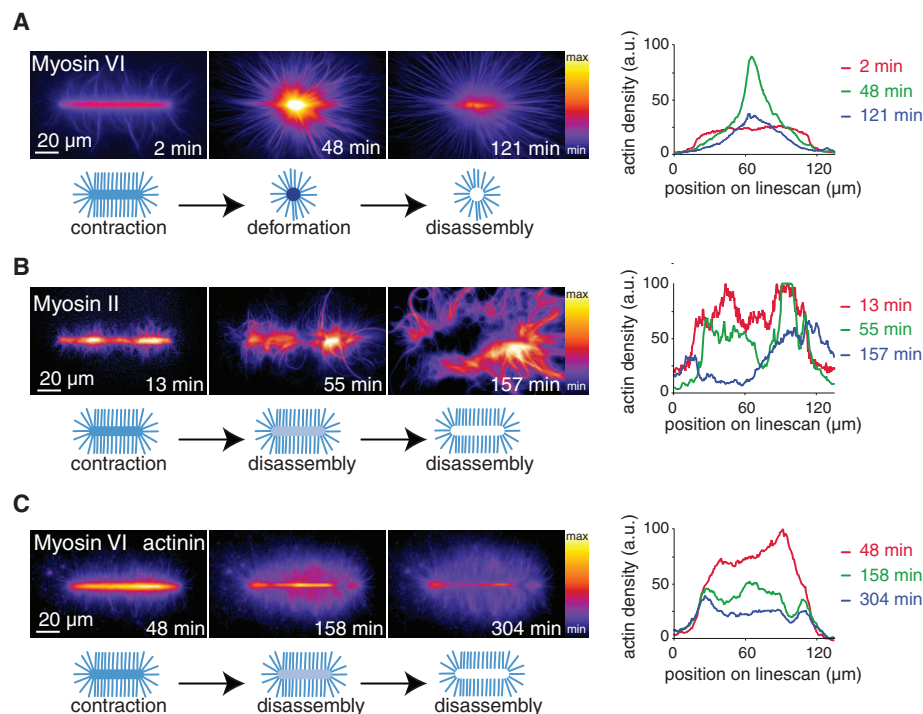 A
Myosin VI
20 µm
2 min
48 min
121 min
max
min
contraction
deformation
disassembly
actin density (a.u.)
100
50
0
0
60
120
position on linescan (µm)
2 min
48 min
121 min
B
Myosin II
20 µm
13 min
55 min
157 min
max
min
contraction
disassembly
disassembly
actin density (a.u.)
100
50
0
0
60
120
position on linescan (µm)
13 min
55 min
157 min
C
Myosin VI actinin
20 µm
48 min
158 min
304 min
max
min
contraction
disassembly
disassembly
actin density (a.u.)
100
50
0
0
60
120
position on linescan (µm)
48 min
158 min
304 min